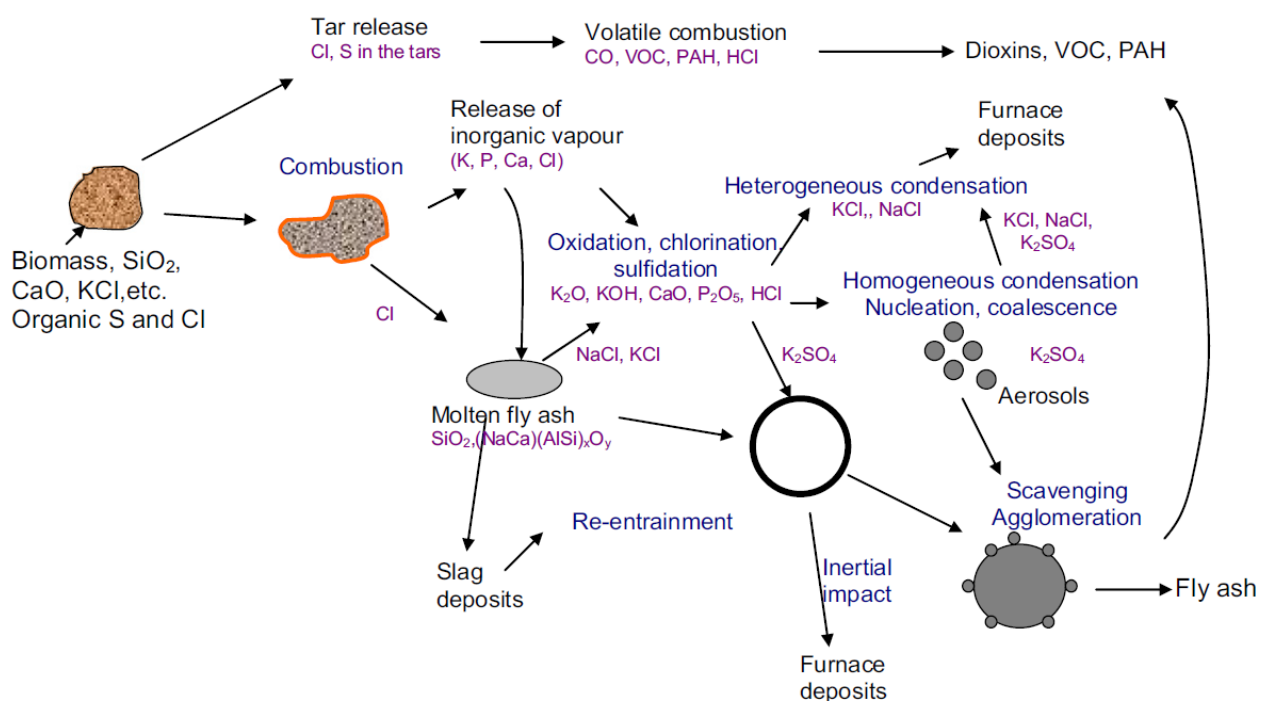 Tar release
Cl, S in the tars
Volatile combustion
CO, VOC, PAH, HCl
Dioxins, VOC, PAH
Release of
inorganic vapour
(K, P, Ca, Cl)
Furnace
deposits
Combustion
Heterogeneous condensation
KCl,, NaCl
KCl, NaCl,
K₂SO₄
Biomass, SiO₂,
CaO, KCl,etc.
Organic S and Cl
Oxidation, chlorination,
sulfidation
K₂O, KOH, CaO, P₂O₅, HCl
Homogeneous condensation
Nucleation, coalescence
Cl
NaCl, KCl
K₂SO₄
K₂SO₄
Aerosols
Molten fly ash
SiO₂,(NaCa)(AlSi)ₓOᵧ
Scavenging
Agglomeration
Re-entrainment
Slag
deposits
Inertial
impact
Fly ash
Furnace
deposits